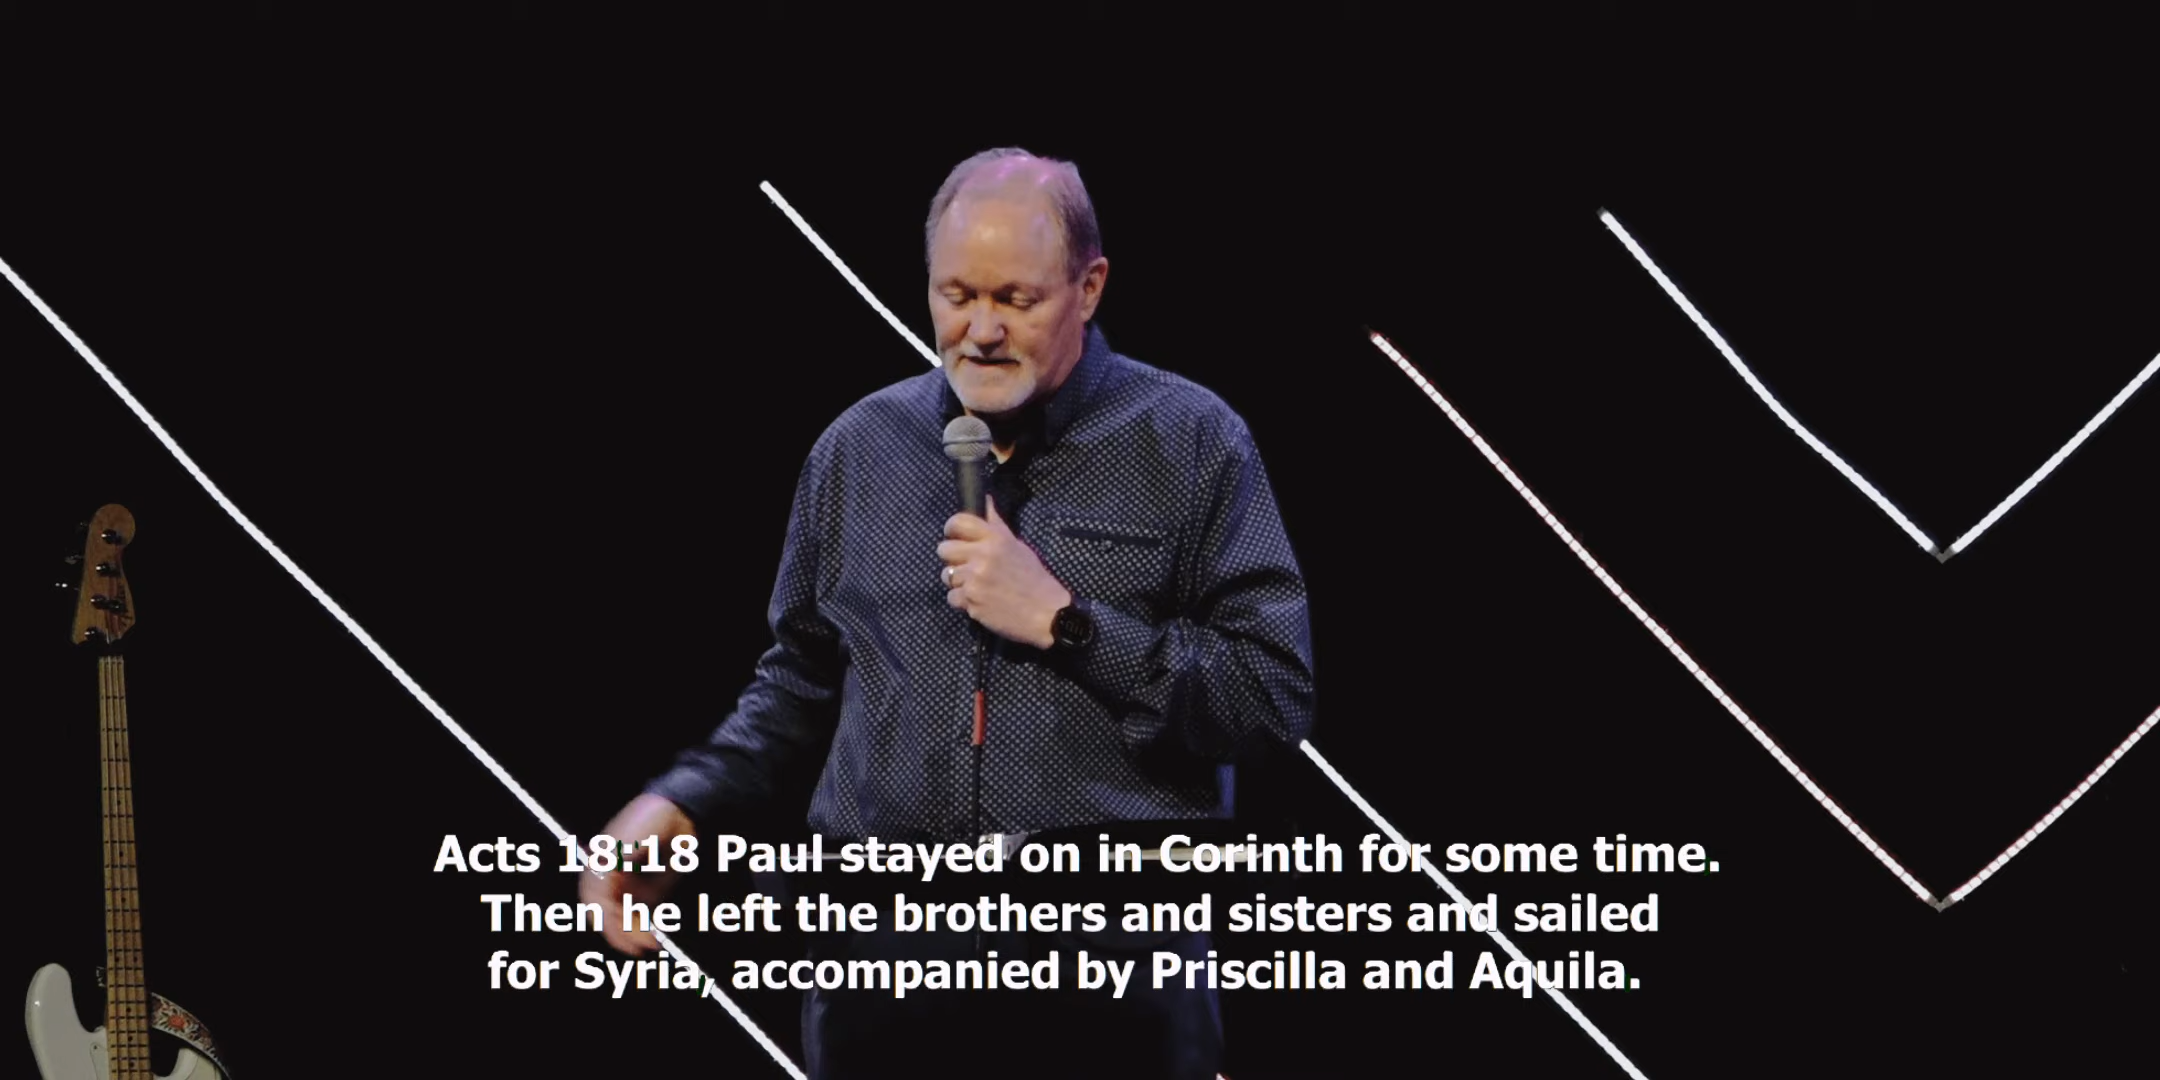 Acts 18:18 Paul stayed on in Corinth for some time.
Then he left the brothers and sisters and sailed
for Syria, accompanied by Priscilla and Aquila.